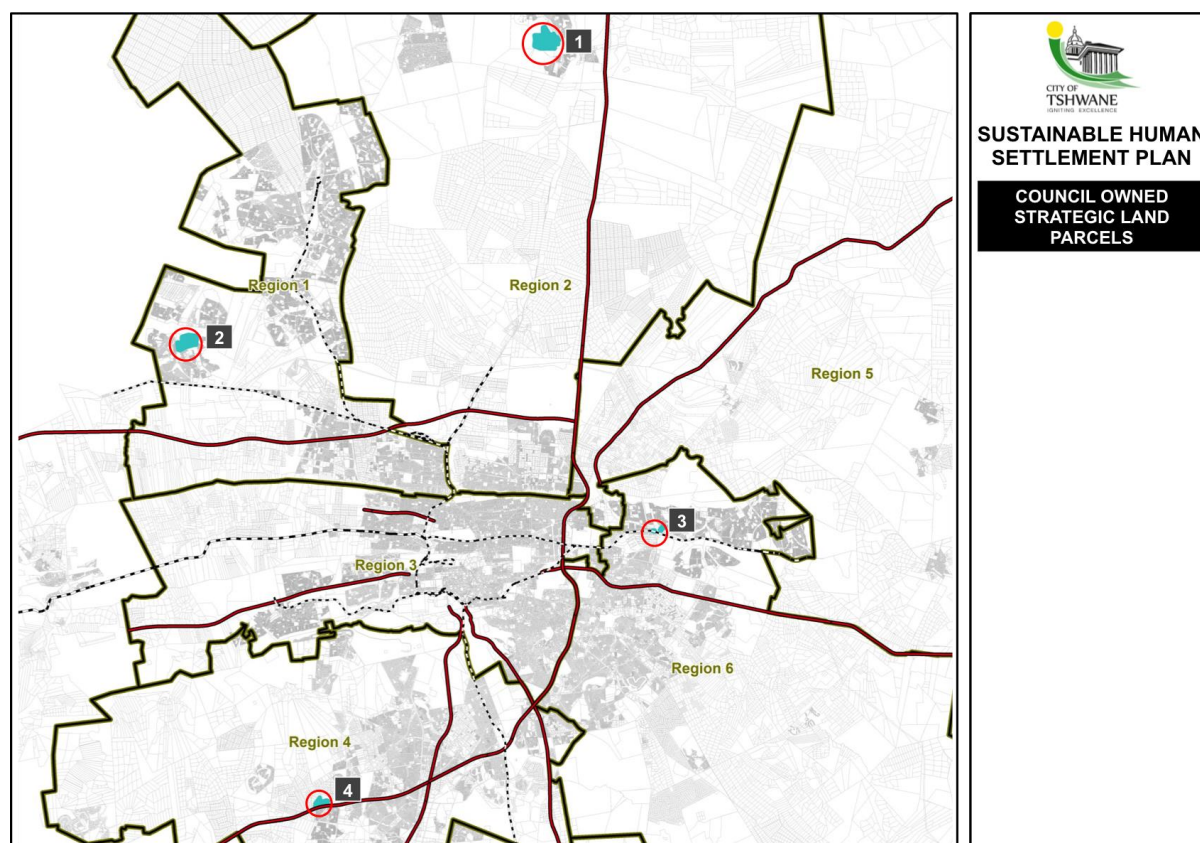 1
Region 1
Region 2
2
Region 5
3
Region 3
Region 6
Region 4
4
CITY OF
TSHWANE
IGNITING EXCELLENCE
SUSTAINABLE HUMAN
SETTLEMENT PLAN
COUNCIL OWNED
STRATEGIC LAND
PARCELS